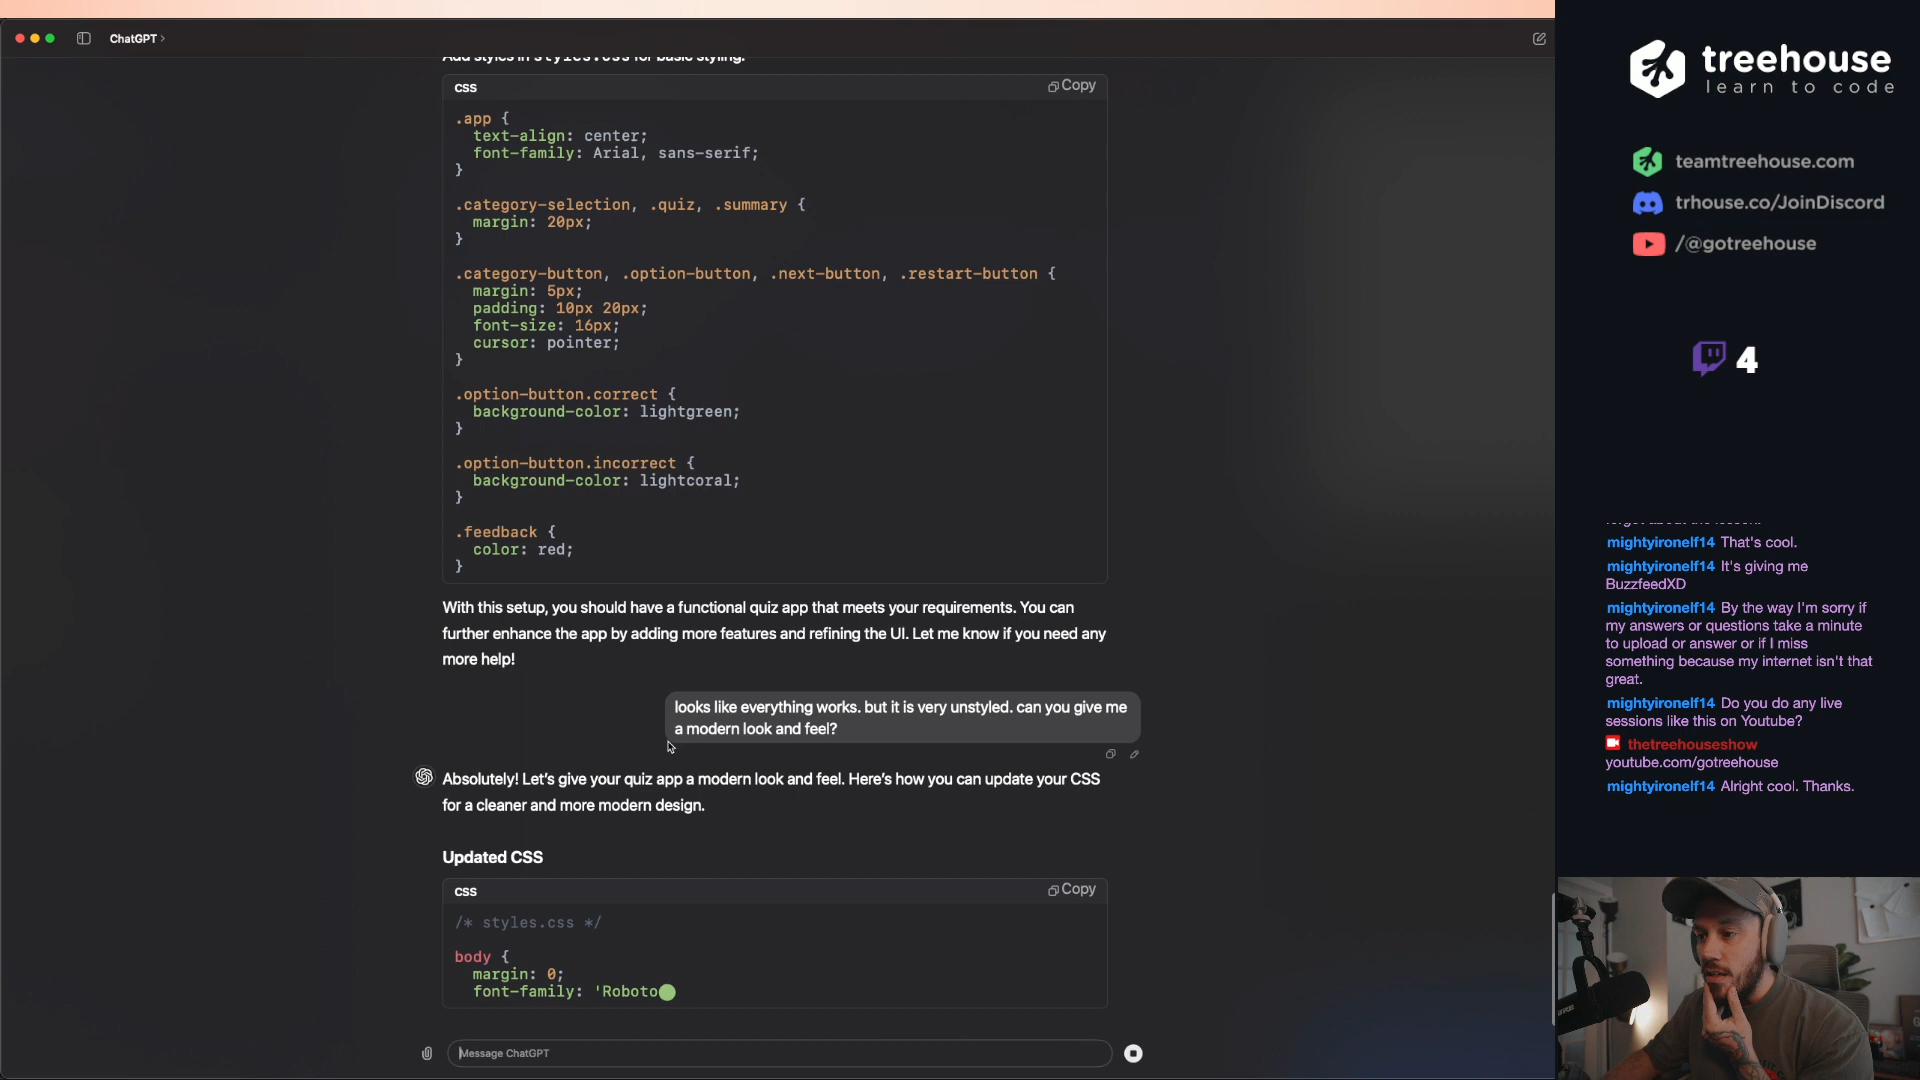 ChatGPT >
Add styles in styles.css for basic styling.
css
Copy
.app {
text-align: center;
font-family: Arial, sans-serif;
}
.category-selection, .quiz, .summary {
margin: 20px;
}
.category-button, .option-button, .next-button, .restart-button {
margin: 5px;
padding: 10px 20px;
font-size: 16px;
cursor: pointer;
}
.option-button.correct {
background-color: lightgreen;
}
.option-button.incorrect {
background-color: lightcoral;
}
.feedback {
color: red;
}
With this setup, you should have a functional quiz app that meets your requirements. You can
further enhance the app by adding more features and refining the UI. Let me know if you need any
more help!
looks like everything works. but it is very unstyled. can you give me
a modern look and feel?
Absolutely! Let's give your quiz app a modern look and feel. Here's how you can update your CSS
for a cleaner and more modern design.
Updated CSS
css
Copy
/* styles.css */
body {
margin: 0;
font-family: 'Roboto
Message ChatGPT
treehouse
learn to code
teamtreehouse.com
trhouse.co/JoinDiscord
/@gotreehouse
4
mightyironelf14 That's cool.
mightyironelf14 It's giving me
BuzzfeedXD
mightyironelf14 By the way I'm sorry if
my answers or questions take a minute
to upload or answer or if I miss
something because my internet isn't that
great.
mightyironelf14 Do you do any live
sessions like this on Youtube?
thetreehouseshow
youtube.com/gotreehouse
mightyironelf14 Alright cool. Thanks.